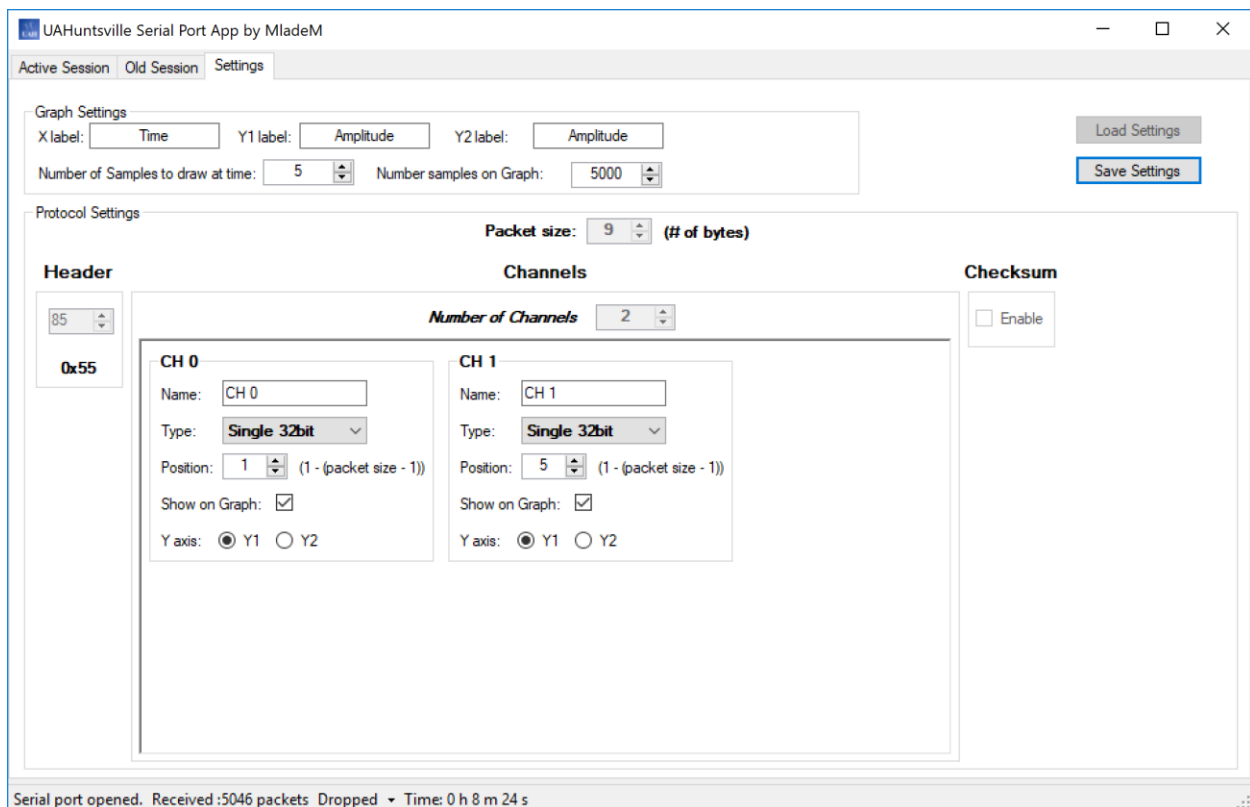 UAHuntsville Serial Port App by MladeM
Active Session Old Session Settings
Graph Settings
X label: Time Y1 label: Amplitude Y2 label: Amplitude
Load Settings
Number of Samples to draw at time: 5 Number samples on Graph: 5000
Save Settings
Protocol Settings
Packet size: 9 (# of bytes)
Header Channels Checksum
85 Number of Channels 2 Enable
0x55
CH 0 CH 1
Name: CH 0 Name: CH 1
Type: Single 32bit Type: Single 32bit
Position: 1 (1 - (packet size - 1)) Position: 5 (1 - (packet size - 1))
Show on Graph: Show on Graph:
Y axis: Y1 Y2 Y axis: Y1 Y2
Serial port opened. Received :5046 packets Dropped Time: 0 h 8 m 24 s